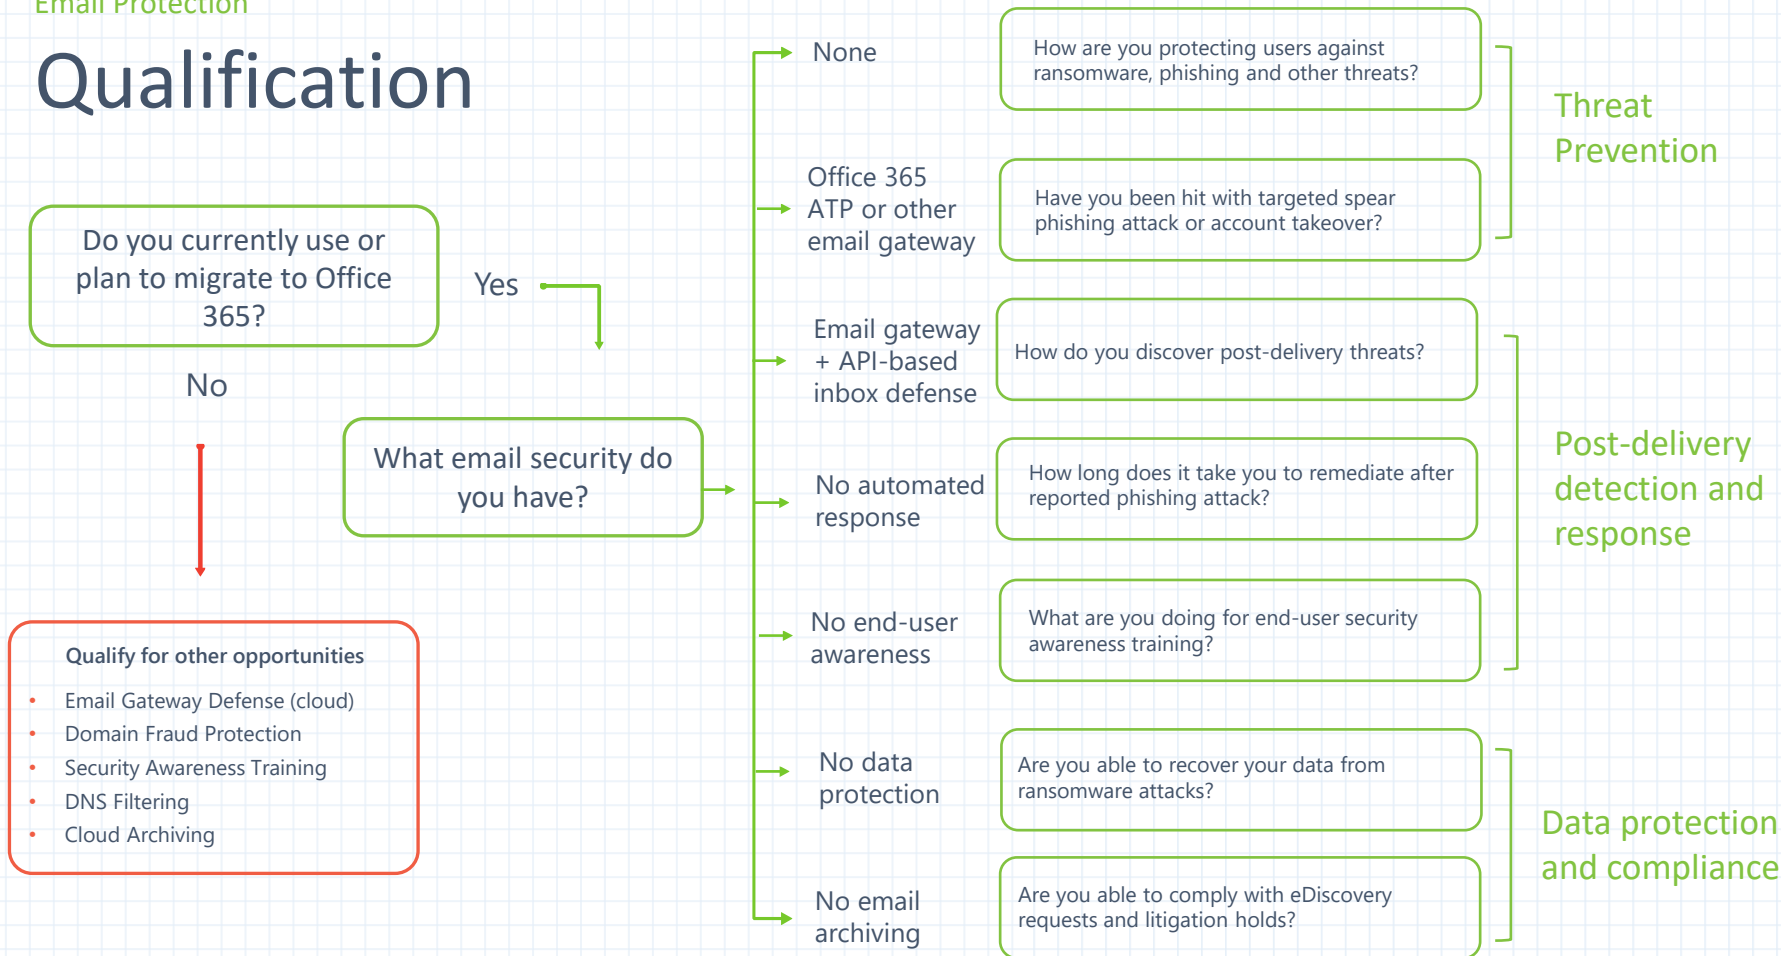 Email Protection
Qualification
Do you currently use or
plan to migrate to Office
365?
Yes
No
What email security do
you have?
Qualify for other opportunities
• Email Gateway Defense (cloud)
• Domain Fraud Protection
• Security Awareness Training
• DNS Filtering
• Cloud Archiving
None
How are you protecting users against
ransomware, phishing and other threats?
Office 365
ATP or other
email gateway
Have you been hit with targeted spear
phishing attack or account takeover?
Threat
Prevention
Email gateway
+ API-based
inbox defense
How do you discover post-delivery threats?
No automated
response
How long does it take you to remediate after
reported phishing attack?
No end-user
awareness
What are you doing for end-user security
awareness training?
Post-delivery
detection and
response
No data
protection
Are you able to recover your data from
ransomware attacks?
No email
archiving
Are you able to comply with eDiscovery
requests and litigation holds?
Data protection
and compliance